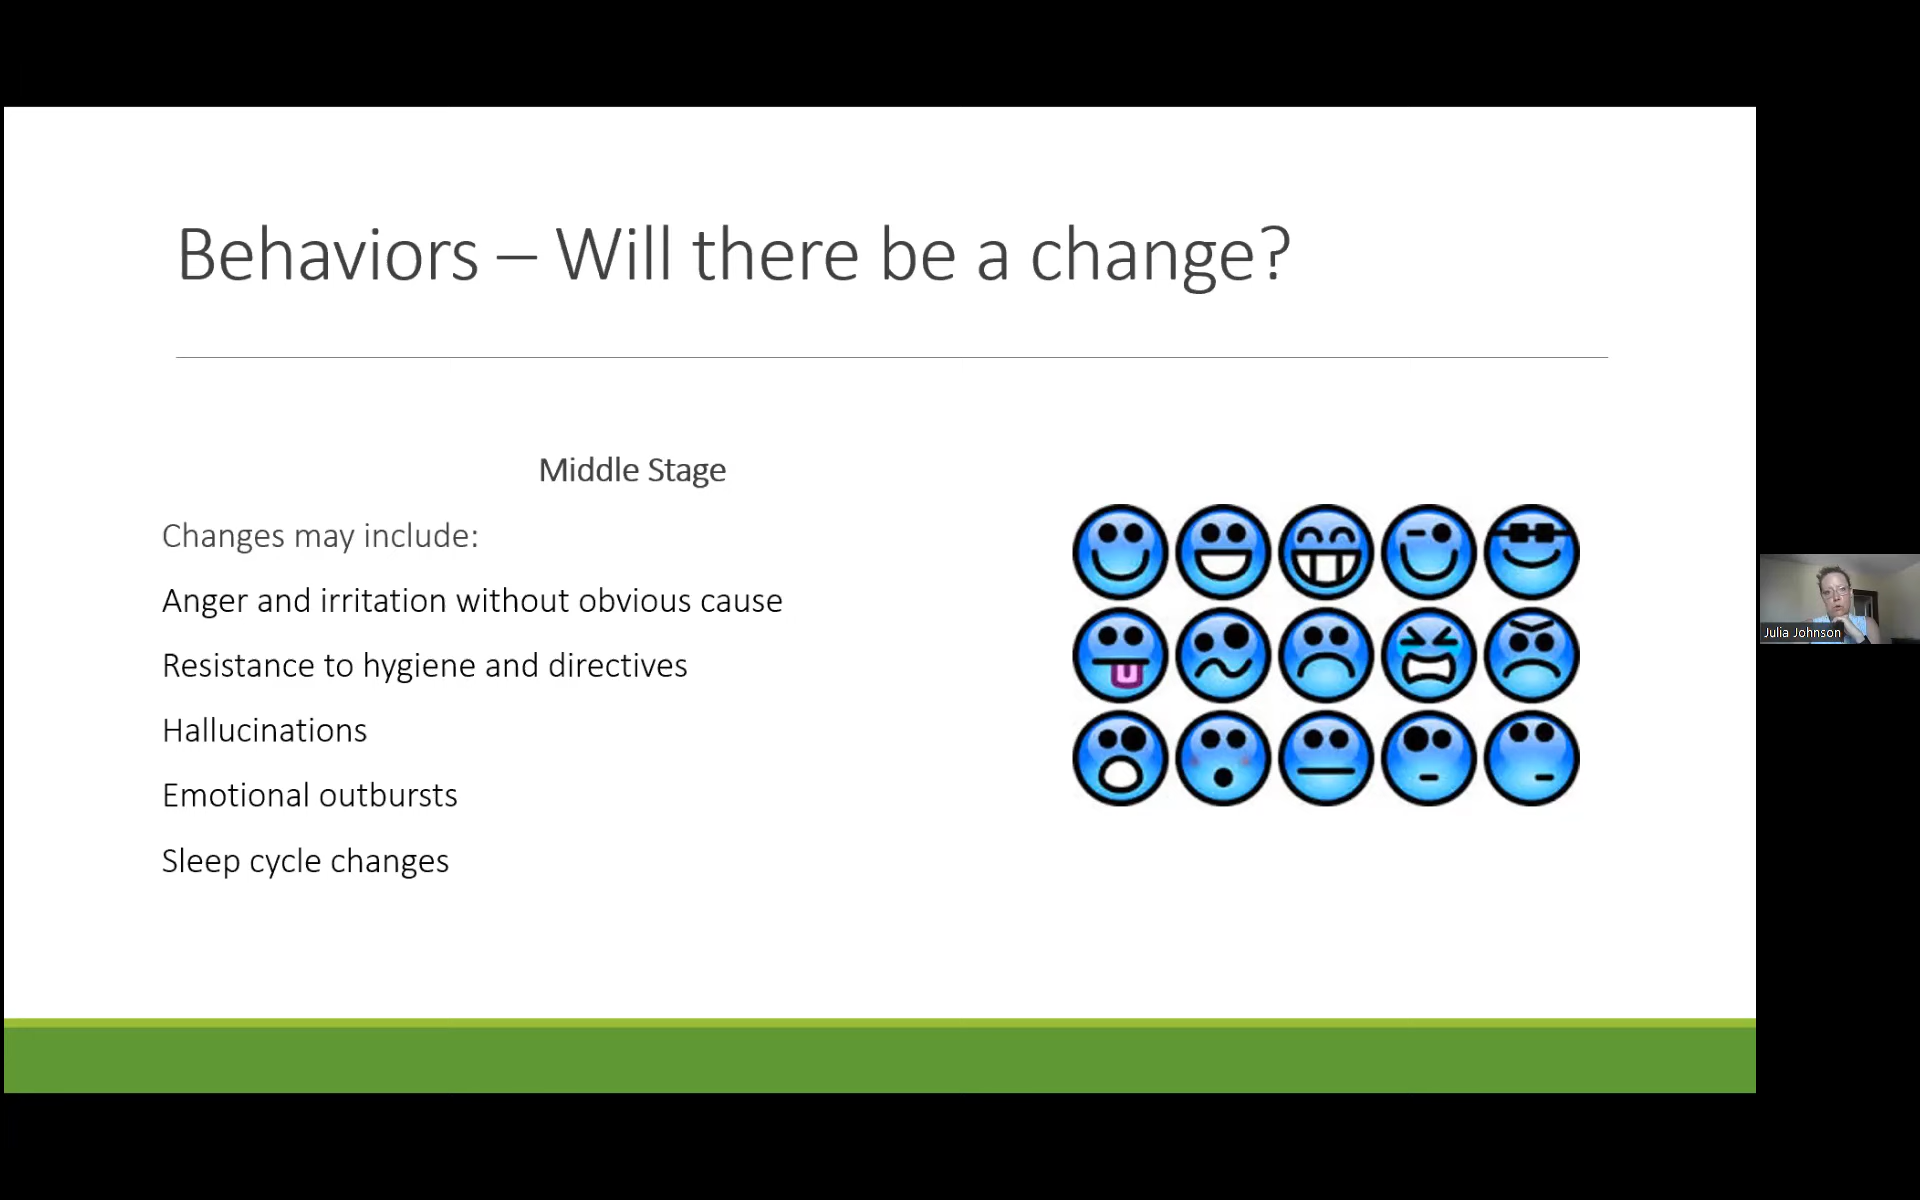 Behaviors – Will there be a change?
Middle Stage
Changes may include:
Anger and irritation without obvious cause
Resistance to hygiene and directives
Hallucinations
Emotional outbursts
Sleep cycle changes
Julia Johnson